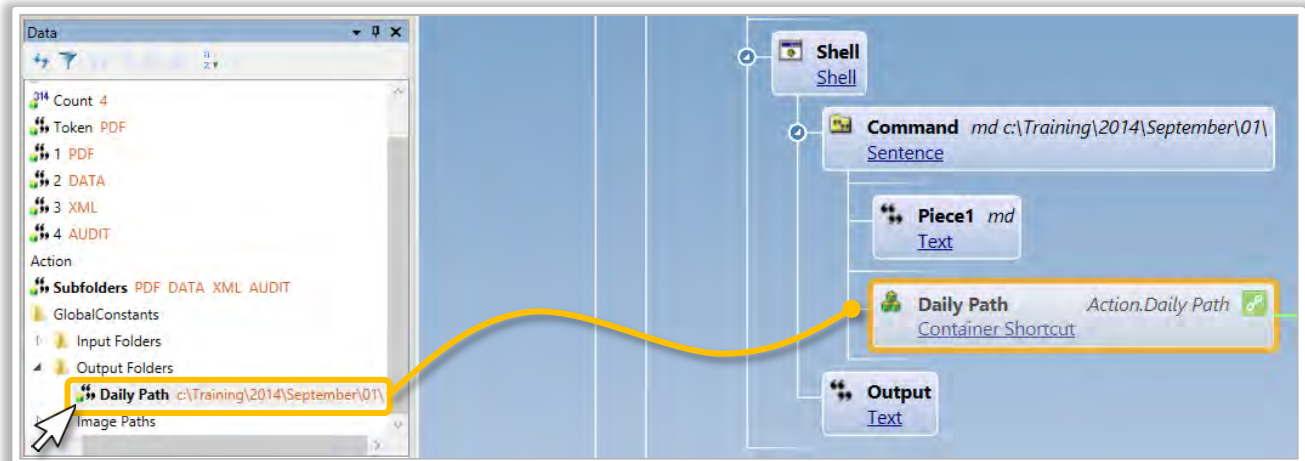 Data
Count 4
Token PDF
1 PDF
2 DATA
3 XML
4 AUDIT
Action
Subfolders PDF DATA XML AUDIT
GlobalConstants
Input Folders
Output Folders
Daily Path c:\Training\2014\September\01\
Image Paths
Shell
Shell
Command md c:\Training\2014\September\01\
Sentence
Piece1 md
Text
Daily Path Action.Daily Path
Container Shortcut
Output
Text